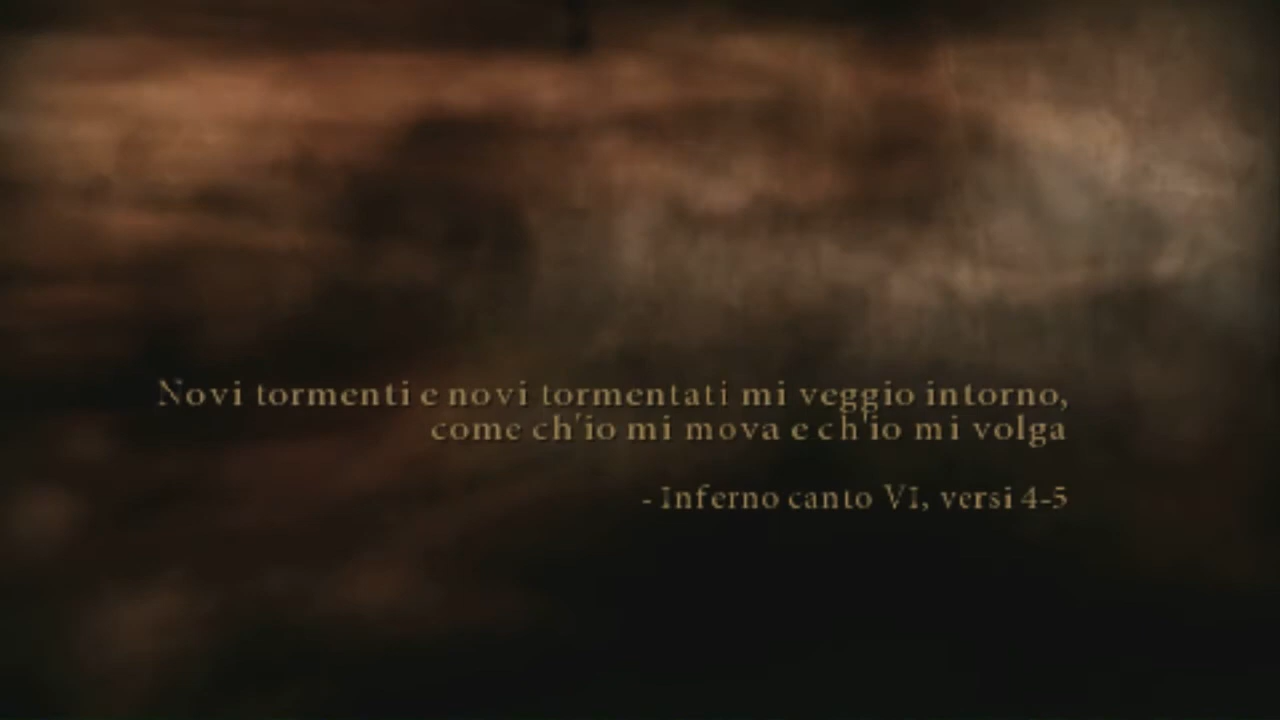 Novi tormenti e novi tormentati mi veggio intorno,
come ch'io mi mova e ch'io mi volga
- Inferno canto VI, versi 4-5